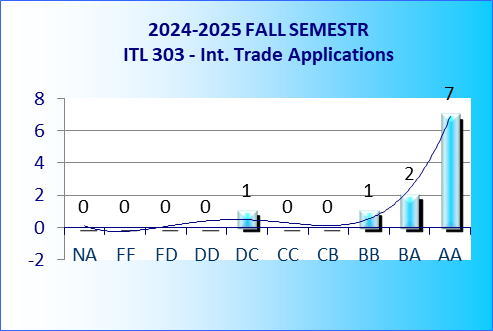 2024-2025 FALL SEMESTR
ITL 303 - Int. Trade Applications
8
6
4
2
0
-2
0 0 0 0 1 0 0 1 2 7
NA FF FD DD DC CC CB BB BA AA